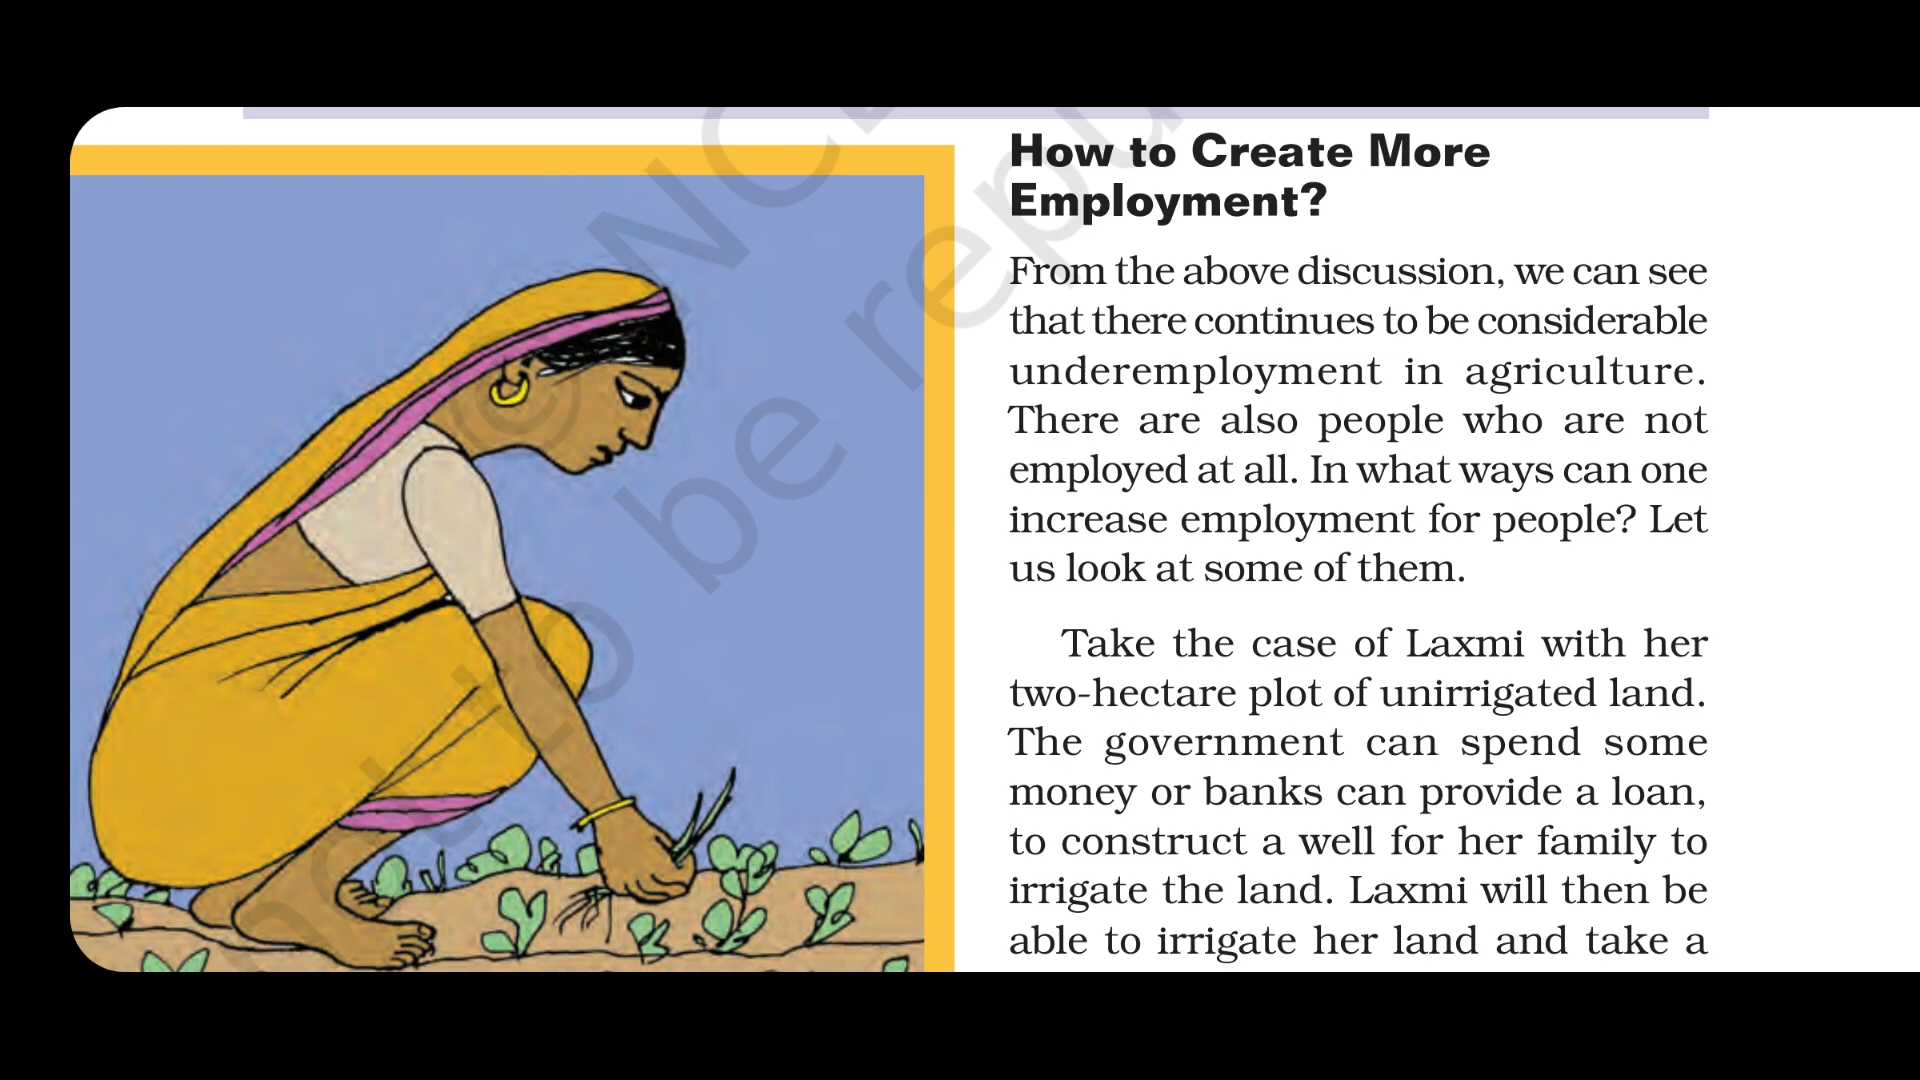 How to Create More
Employment?
From the above discussion, we can see
that there continues to be considerable
underemployment in agriculture.
There are also people who are not
employed at all. In what ways can one
increase employment for people? Let
us look at some of them.
Take the case of Laxmi with her
two-hectare plot of unirrigated land.
The government can spend some
money or banks can provide a loan,
to construct a well for her family to
irrigate the land. Laxmi will then be
able to irrigate her land and take a
not to be repu